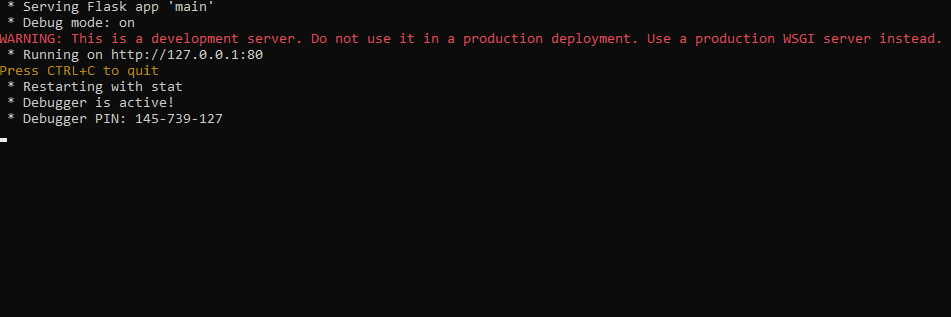 * Serving Flask app 'main'
* Debug mode: on
WARNING: This is a development server. Do not use it in a production deployment. Use a production WSGI server instead.
* Running on http://127.0.0.1:80
Press CTRL+C to quit
* Restarting with stat
* Debugger is active!
* Debugger PIN: 145-739-127